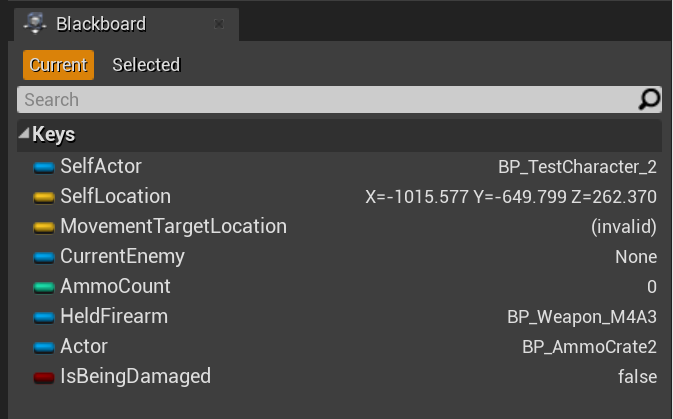 Blackboard
Current Selected
Search
Keys
SelfActor BP_TestCharacter_2
SelfLocation X=-1015.577 Y=-649.799 Z=262.370
MovementTargetLocation (invalid)
CurrentEnemy None
AmmoCount 0
HeldFirearm BP_Weapon_M4A3
Actor BP_AmmoCrate2
IsBeingDamaged false